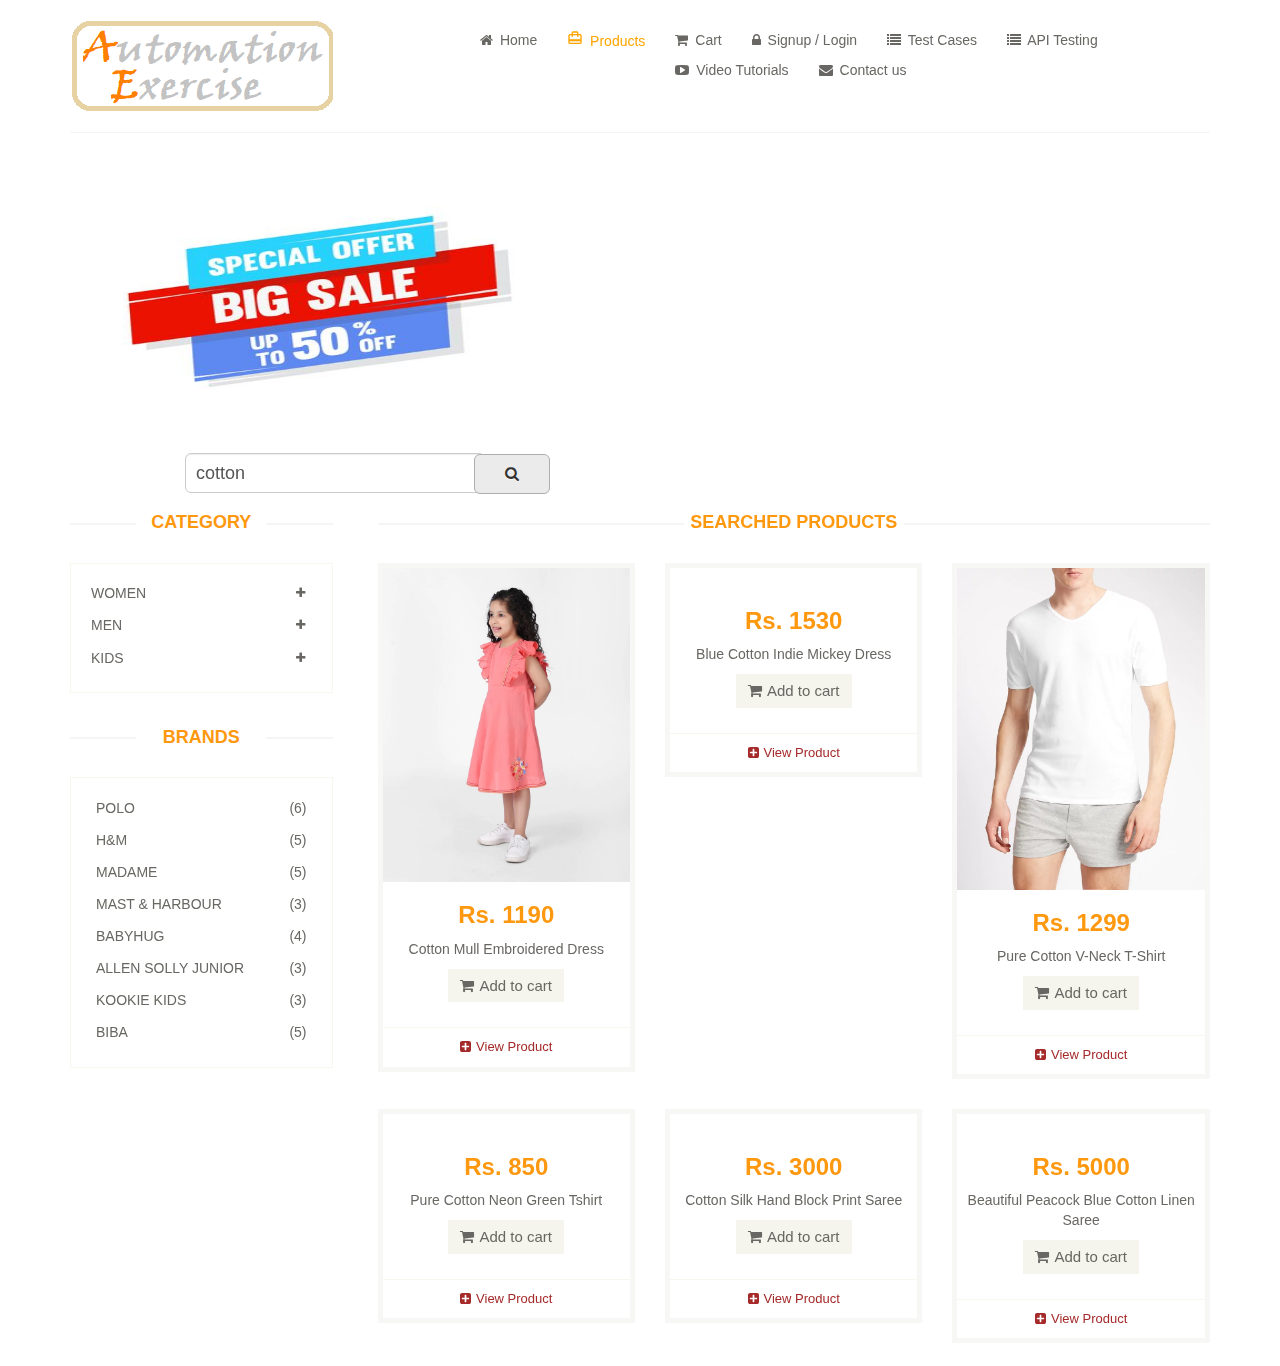 Automation
Exercise
Home
Products
Cart
Signup / Login
Test Cases
API Testing
Video Tutorials
Contact us
SPECIAL OFFER
BIG SALE
UP TO 50% OFF
cotton
CATEGORY
WOMEN
MEN
KIDS
BRANDS
POLO (6)
H&M (5)
MADAME (5)
MAST & HARBOUR (3)
BABYHUG (4)
ALLEN SOLLY JUNIOR (3)
KOOKIE KIDS (3)
BIBA (5)
SEARCHED PRODUCTS
Rs. 1190
Cotton Mull Embroidered Dress
Add to cart
View Product
Rs. 1530
Blue Cotton Indie Mickey Dress
Add to cart
View Product
Rs. 1299
Pure Cotton V-Neck T-Shirt
Add to cart
View Product
Rs. 850
Pure Cotton Neon Green Tshirt
Add to cart
View Product
Rs. 3000
Cotton Silk Hand Block Print Saree
Add to cart
View Product
Rs. 5000
Beautiful Peacock Blue Cotton Linen
Saree
Add to cart
View Product